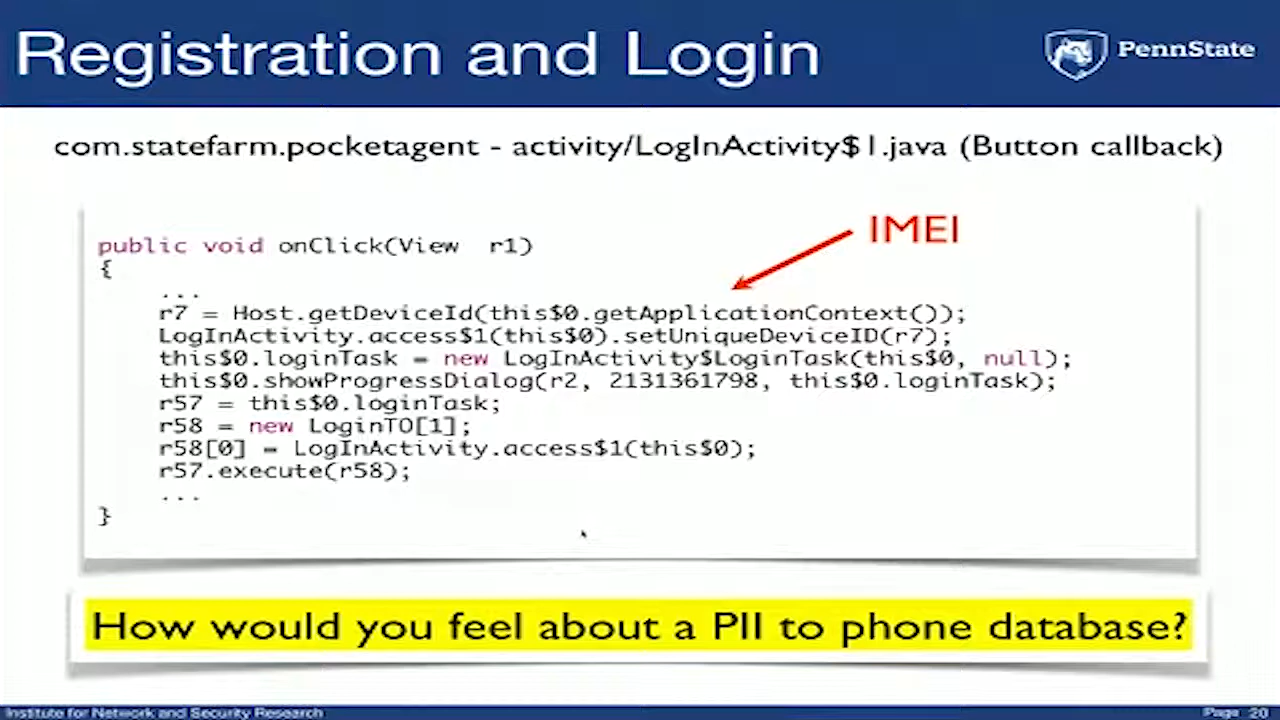 Registration and Login
PennState
com.statefarm.pocketagent - activity/LogInActivity$1.java (Button callback)
IMEI
public void onClick(View r1)
{
...
r7 = Host.getDeviceId(this$0.getApplicationContext());
LogInActivity.access$1(this$0).setUniqueDeviceID(r7);
this$0.loginTask = new LogInActivity$LoginTask(this$0, null);
this$0.showProgressDialog(r2, 2131361798, this$0.loginTask);
r57 = this$0.loginTask;
r58 = new LoginTO[1];
r58[0] = LogInActivity.access$1(this$0);
r57.execute(r58);
...
}
How would you feel about a PII to phone database?
Institute for Network and Security Research
Page 20